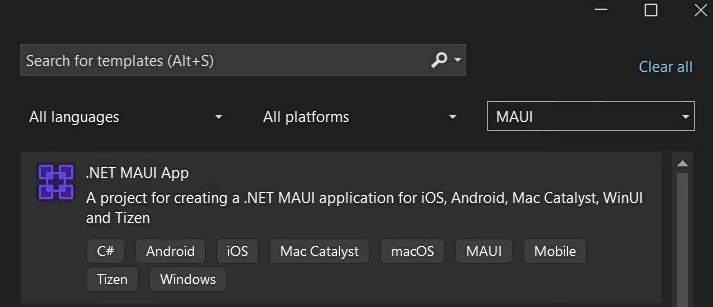 Search for templates (Alt+S)
Clear all
All languages
All platforms
MAUI
.NET MAUI App
A project for creating a .NET MAUI application for iOS, Android, Mac Catalyst, WinUI
and Tizen
C# Android iOS Mac Catalyst macOS MAUI Mobile
Tizen Windows